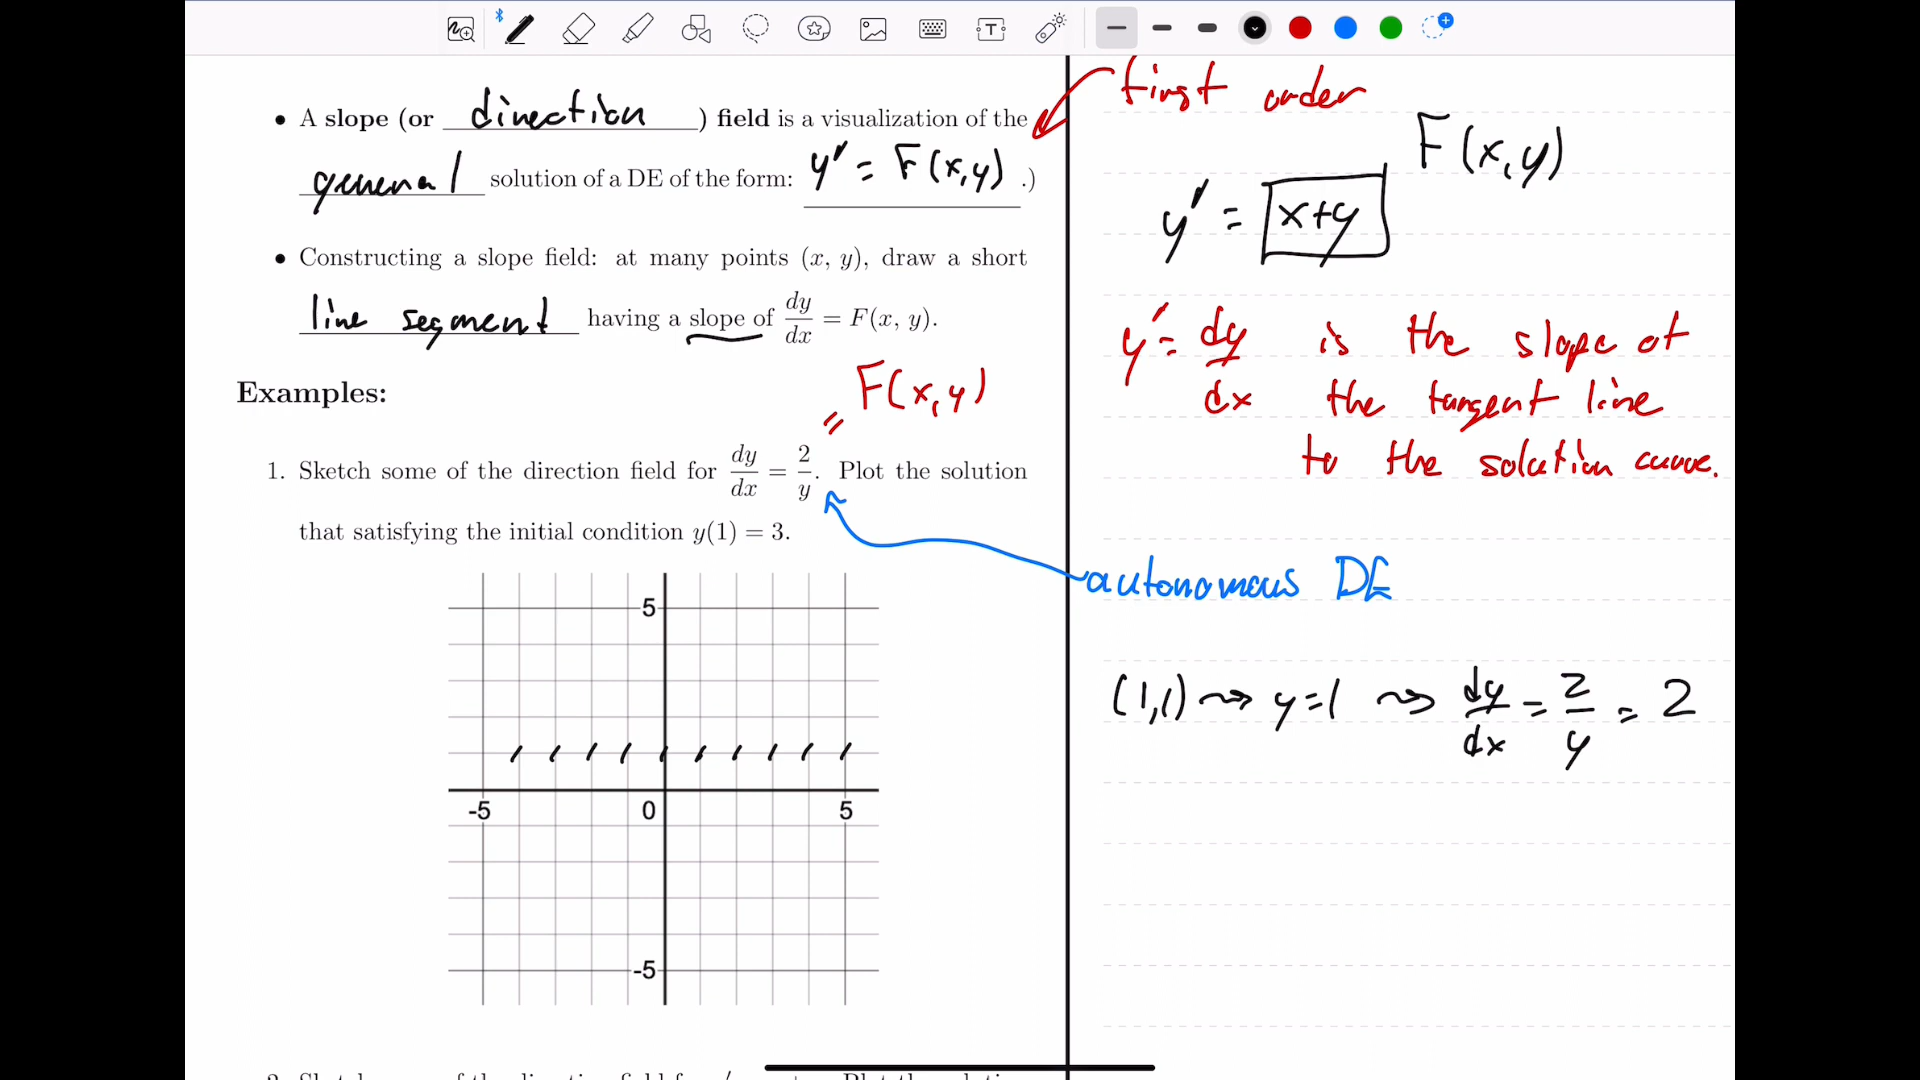 • A slope (or direction) field is a visualization of the
general solution of a DE of the form: y' = F(x,y).)
• Constructing a slope field: at many points (x, y), draw a short
line segment having a slope of dy/dx = F(x, y).
Examples:
= F(x,y)
1. Sketch some of the direction field for dy/dx = 2/y. Plot the solution
that satisfying the initial condition y(1) = 3.
5
-5 0 5
-5
first order
F(x,y)
y' = x+y
y' = dy/dx is the slope of
the tangent line
to the solution curve.
autonomous DE
(1,1) ⇝ y=1 ⇝ dy/dx = 2/y = 2